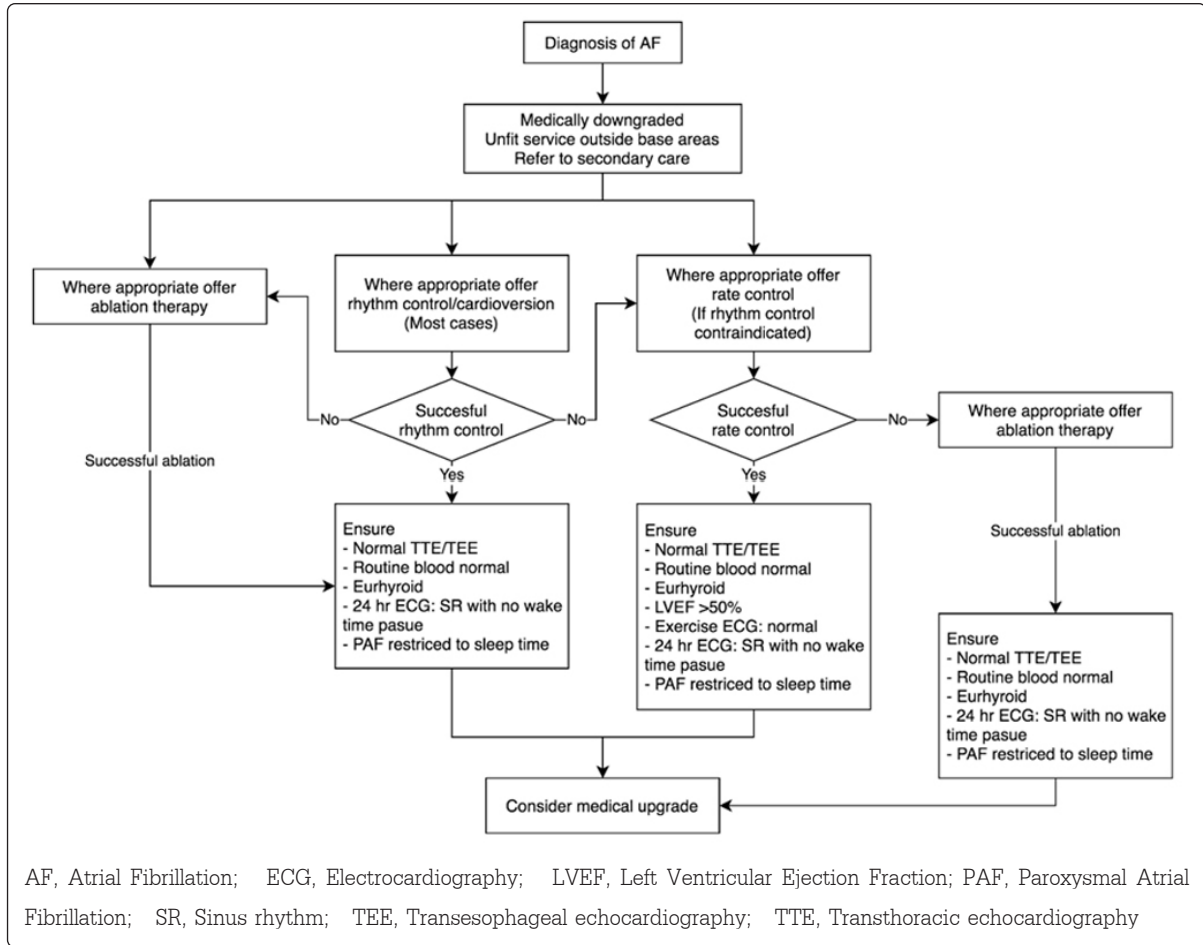 Diagnosis of AF
Medically downgraded
Unfit service outside base areas
Refer to secondary care
Where appropriate offer
ablation therapy
Where appropriate offer
rhythm control/cardioversion
(Most cases)
Where appropriate offer
rate control
(If rhythm control
contraindicated)
No
Succesful
rhythm control
No
Succesful
rate control
No
Where appropriate offer
ablation therapy
Successful ablation
Yes
Yes
Successful ablation
Ensure
- Normal TTE/TEE
- Routine blood normal
- Eurhyroid
- 24 hr ECG: SR with no wake
time pasue
- PAF restriced to sleep time
Ensure
- Normal TTE/TEE
- Routine blood normal
- Eurhyroid
- LVEF >50%
- Exercise ECG: normal
- 24 hr ECG: SR with no wake
time pasue
- PAF restriced to sleep time
Ensure
- Normal TTE/TEE
- Routine blood normal
- Eurhyroid
- 24 hr ECG: SR with no wake
time pasue
- PAF restriced to sleep time
Consider medical upgrade
AF, Atrial Fibrillation; ECG, Electrocardiography; LVEF, Left Ventricular Ejection Fraction; PAF, Paroxysmal Atrial
Fibrillation; SR, Sinus rhythm; TEE, Transesophageal echocardiography; TTE, Transthoracic echocardiography